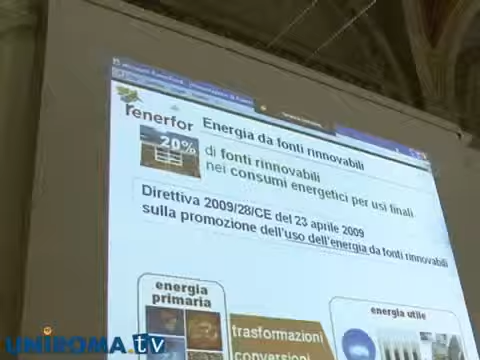 renerfor
Energia da fonti rinnovabili
20%
di fonti rinnovabili
nei consumi energetici per usi finali
Direttiva 2009/28/CE del 23 aprile 2009
sulla promozione dell'uso dell'energia da fonti rinnovabili
energia
primaria
energia utile
trasformazioni
conversioni
UNIROMA.TV